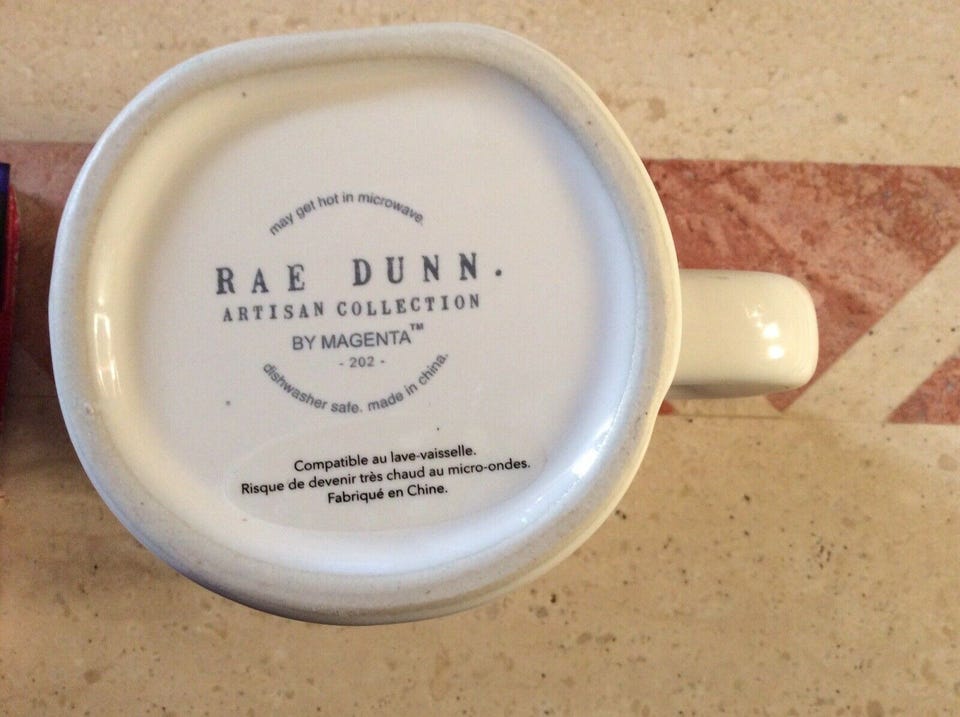 may get hot in microwave.
RAE DUNN.
ARTISAN COLLECTION
BY MAGENTA™
- 202 -
dishwasher safe. made in china.
Compatible au lave-vaisselle.
Risque de devenir très chaud au micro-ondes.
Fabriqué en Chine.